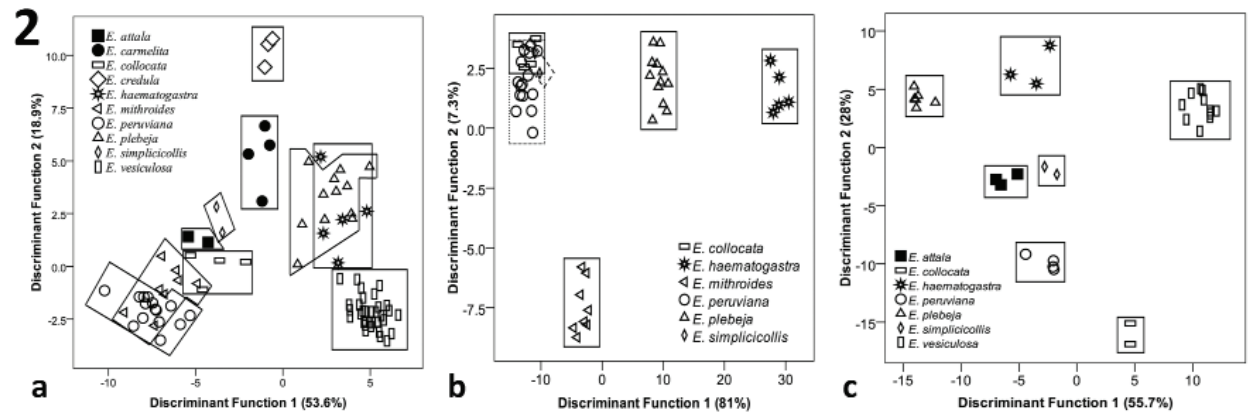 2
10.0
7.5
5.0
2.5
0.0
-2.5
Discriminant Function 2 (18.9%)
E. attala
E. carmelita
E. collocata
E. credula
E. haematogastra
E. mithroides
E. peruviana
E. plebeja
E. simplicicollis
E. vesiculosa
-10 -5 0 5
Discriminant Function 1 (53.6%)
a
2.5
0.0
-2.5
-5.0
-7.5
Discriminant Function 2 (7.3%)
E. collocata
E. haematogastra
E. mithroides
E. peruviana
E. plebeja
E. simplicicollis
-10 0 10 20 30
Discriminant Function 1 (81%)
b
10
5
0
-5
-10
-15
Discriminant Function 2 (28%)
E. attala
E. collocata
E. haematogastra
E. peruviana
E. plebeja
E. simplicicollis
E. vesiculosa
-15 -10 -5 0 5 10
Discriminant Function 1 (55.7%)
c